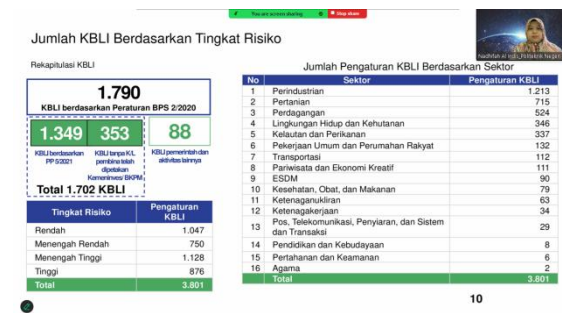 You are screen sharing Stop share
Jumlah KBLI Berdasarkan Tingkat Risiko
Rekapitulasi KBLI
1.790
KBLI berdasarkan Peraturan BPS 2/2020
1.349 353 88
KBLI berdasarkan PP 5/2021
KBLI tanpa K/L pembina telah dipetakan Kemeninves/ BKPM
KBLI pemerintah dan aktivitas lainnya
Total 1.702 KBLI
Tingkat Risiko Pengaturan KBLI
Rendah 1.047
Menengah Rendah 750
Menengah Tinggi 1.128
Tinggi 876
Total 3.801
Jumlah Pengaturan KBLI Berdasarkan Sektor
No Sektor Pengaturan KBLI
1 Perindustrian 1.213
2 Pertanian 715
3 Perdagangan 524
4 Lingkungan Hidup dan Kehutanan 346
5 Kelautan dan Perikanan 337
6 Pekerjaan Umum dan Perumahan Rakyat 132
7 Transportasi 112
8 Pariwisata dan Ekonomi Kreatif 111
9 ESDM 90
10 Kesehatan, Obat, dan Makanan 79
11 Ketenaganukliran 63
12 Ketenagakerjaan 34
13 Pos, Telekomunikasi, Penyiaran, dan Sistem dan Transaksi 29
14 Pendidikan dan Kebudayaan 8
15 Pertahanan dan Keamanan 6
16 Agama 2
Total 3.801
10